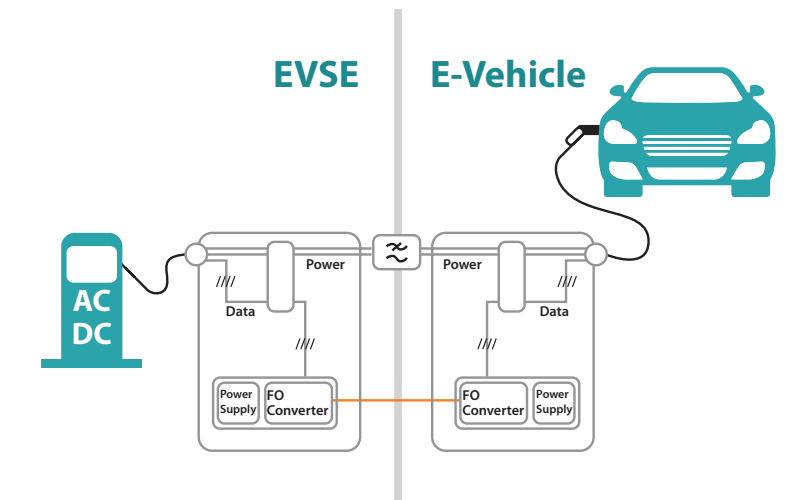 EVSE
E-Vehicle
AC
DC
Power
Data
Power
Supply
FO
Converter
Power
Data
FO
Converter
Power
Supply